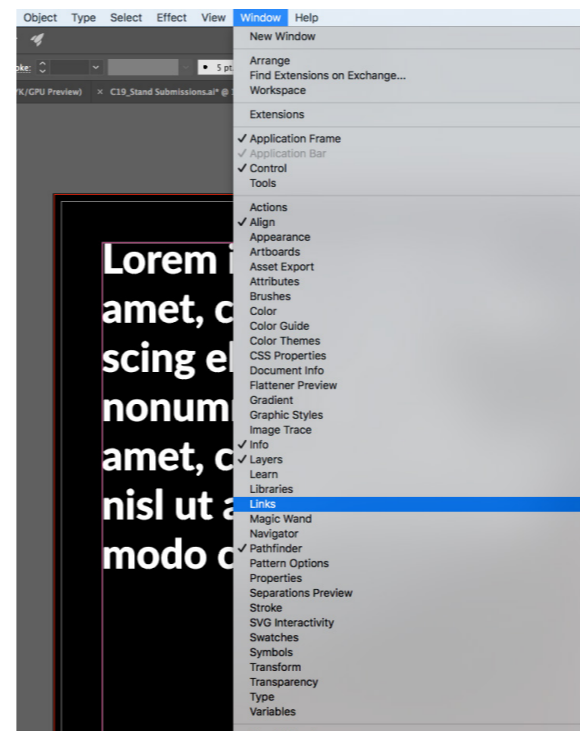 Object Type Select Effect View Window Help
oke: 5 pt.
'K/GPU Preview) × C19_Stand Submissions.ai* @
New Window
Arrange
Find Extensions on Exchange...
Workspace
Extensions
✓ Application Frame
✓ Application Bar
✓ Control
Tools
Actions
✓ Align
Appearance
Artboards
Asset Export
Attributes
Brushes
Color
Color Guide
Color Themes
CSS Properties
Document Info
Flattener Preview
Gradient
Graphic Styles
Image Trace
✓ Info
✓ Layers
Learn
Libraries
Links
Magic Wand
Navigator
✓ Pathfinder
Pattern Options
Properties
Separations Preview
Stroke
SVG Interactivity
Swatches
Symbols
Transform
Transparency
Type
Variables
Lorem i
amet, c
scing el
nonum
amet, c
nisl ut a
modo c